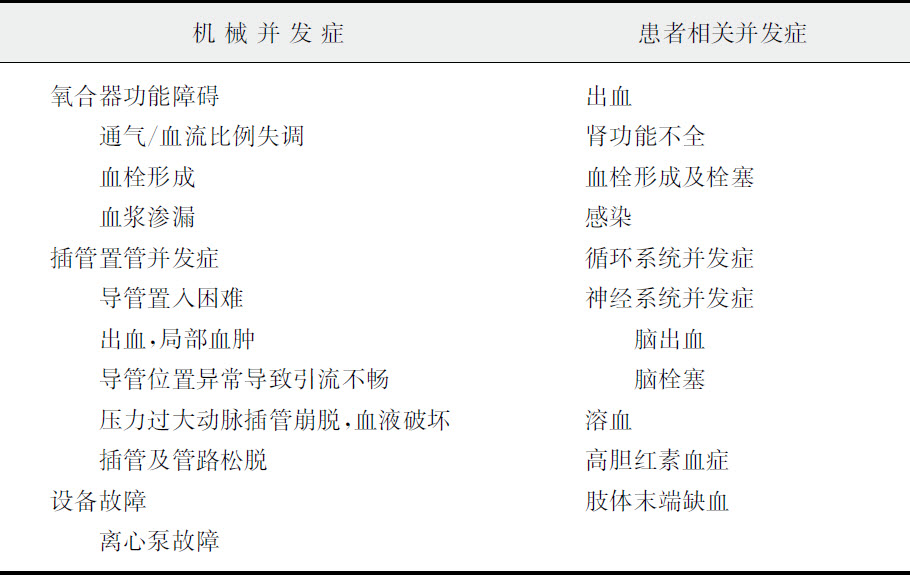 机械并发症 患者相关并发症
氧合器功能障碍 出血
通气/血流比例失调 肾功能不全
血栓形成 血栓形成及栓塞
血浆渗漏 感染
插管置管并发症 循环系统并发症
导管置入困难 神经系统并发症
出血,局部血肿 脑出血
导管位置异常导致引流不畅 脑栓塞
压力过大动脉插管崩脱,血液破坏 溶血
插管及管路松脱 高胆红素血症
设备故障 肢体末端缺血
离心泵故障